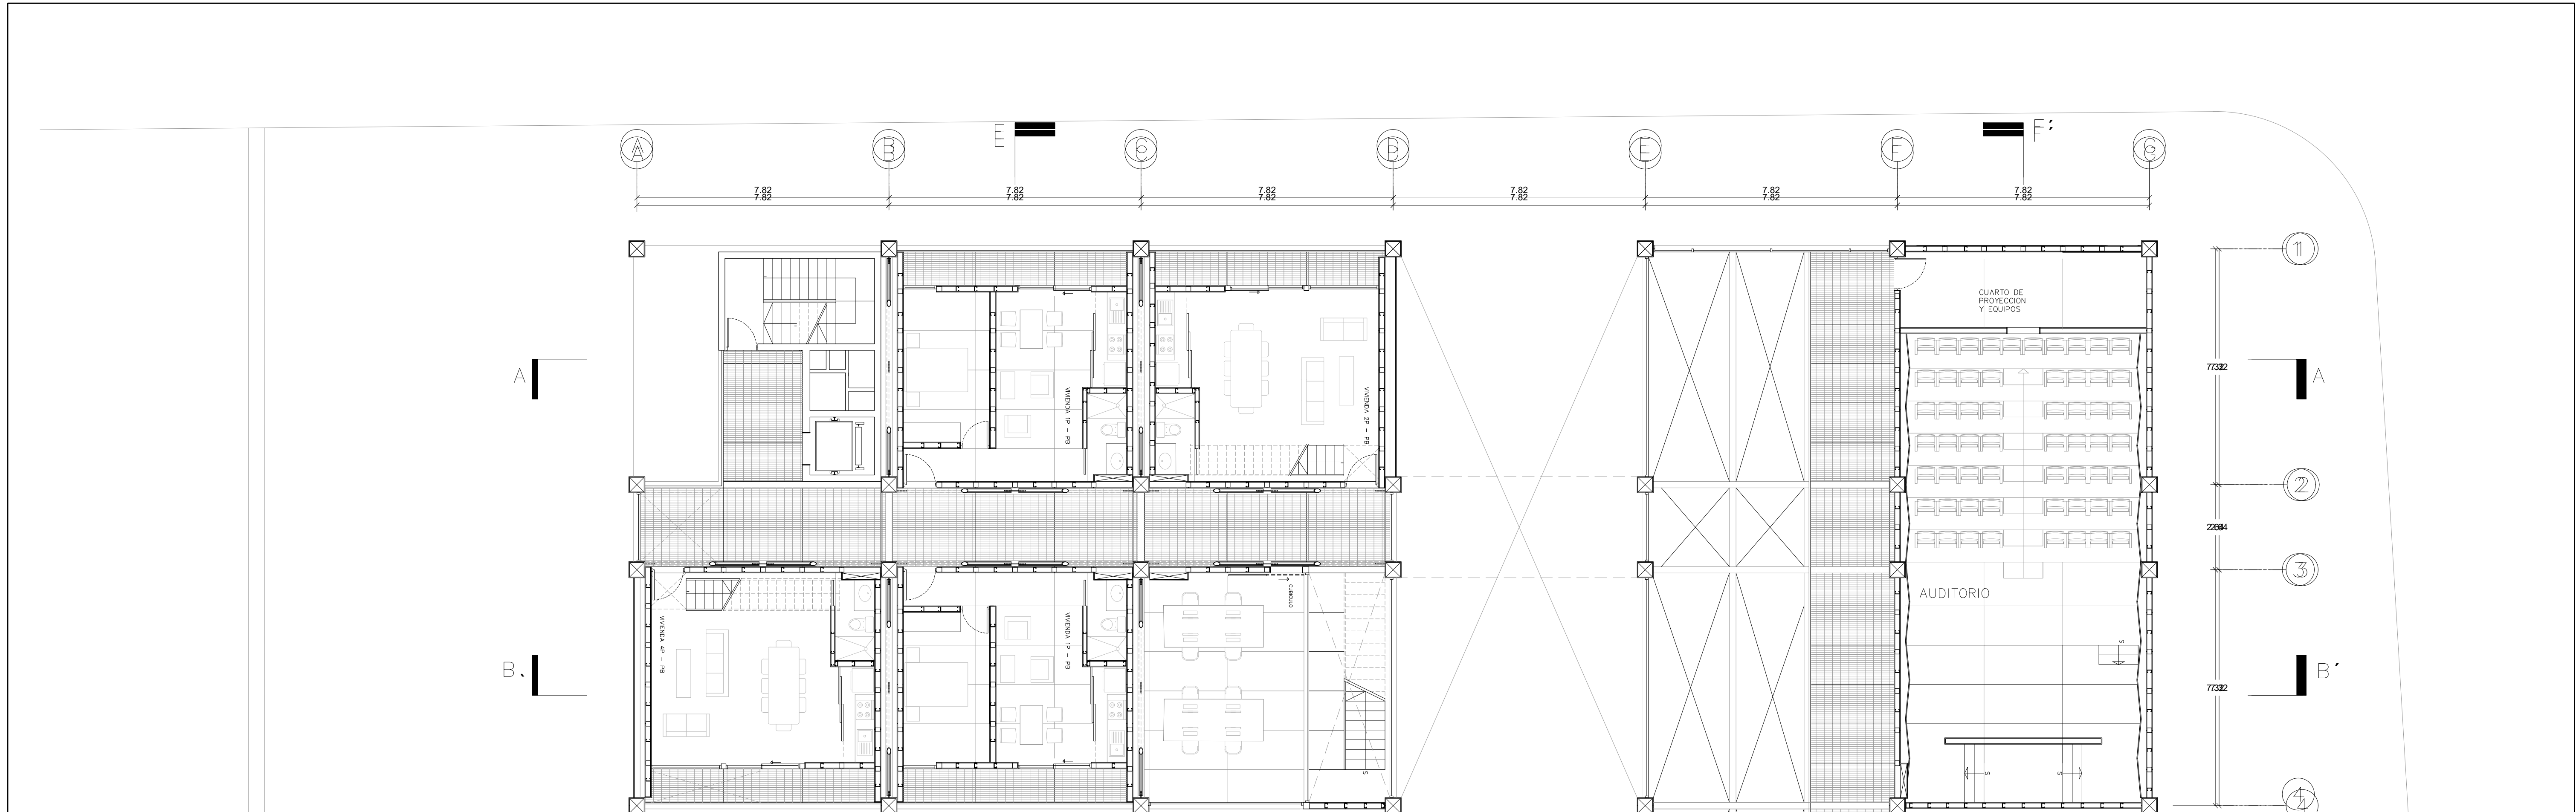 E
E
F'
F'
A
B
C
D
E
F
G
7.82
7.82
7.82
7.82
7.82
7.82
7.82
7.82
7.82
7.82
7.82
7.82
1
CUARTO DE
PROYECCION
Y EQUIPOS
A
A
VIVIENDA 1P - PB
VIVIENDA 2P - PB
2
3
CUBICULO
AUDITORIO
VIVIENDA 4P - PB
VIVIENDA 1P - PB
S
B
B'
S
S
S
4